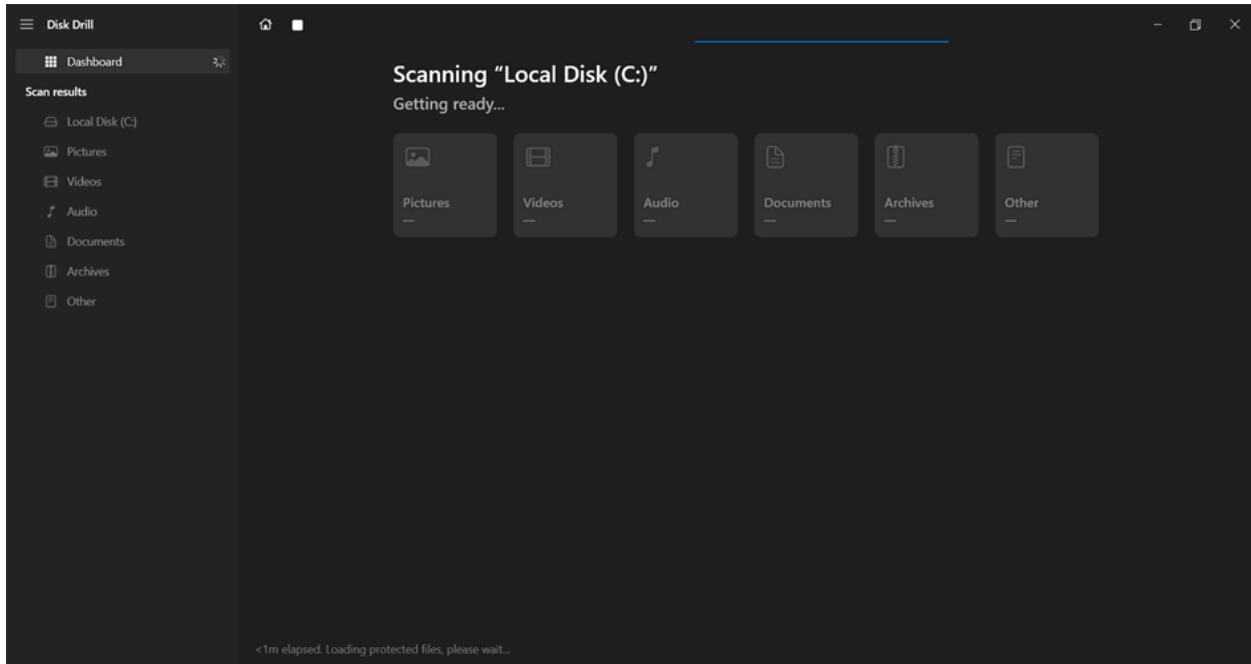 Disk Drill
Dashboard
Scan results
Local Disk (C:)
Pictures
Videos
Audio
Documents
Archives
Other
Scanning “Local Disk (C:)”
Getting ready...
Pictures
—
Videos
—
Audio
—
Documents
—
Archives
—
Other
—
<1m elapsed. Loading protected files, please wait...